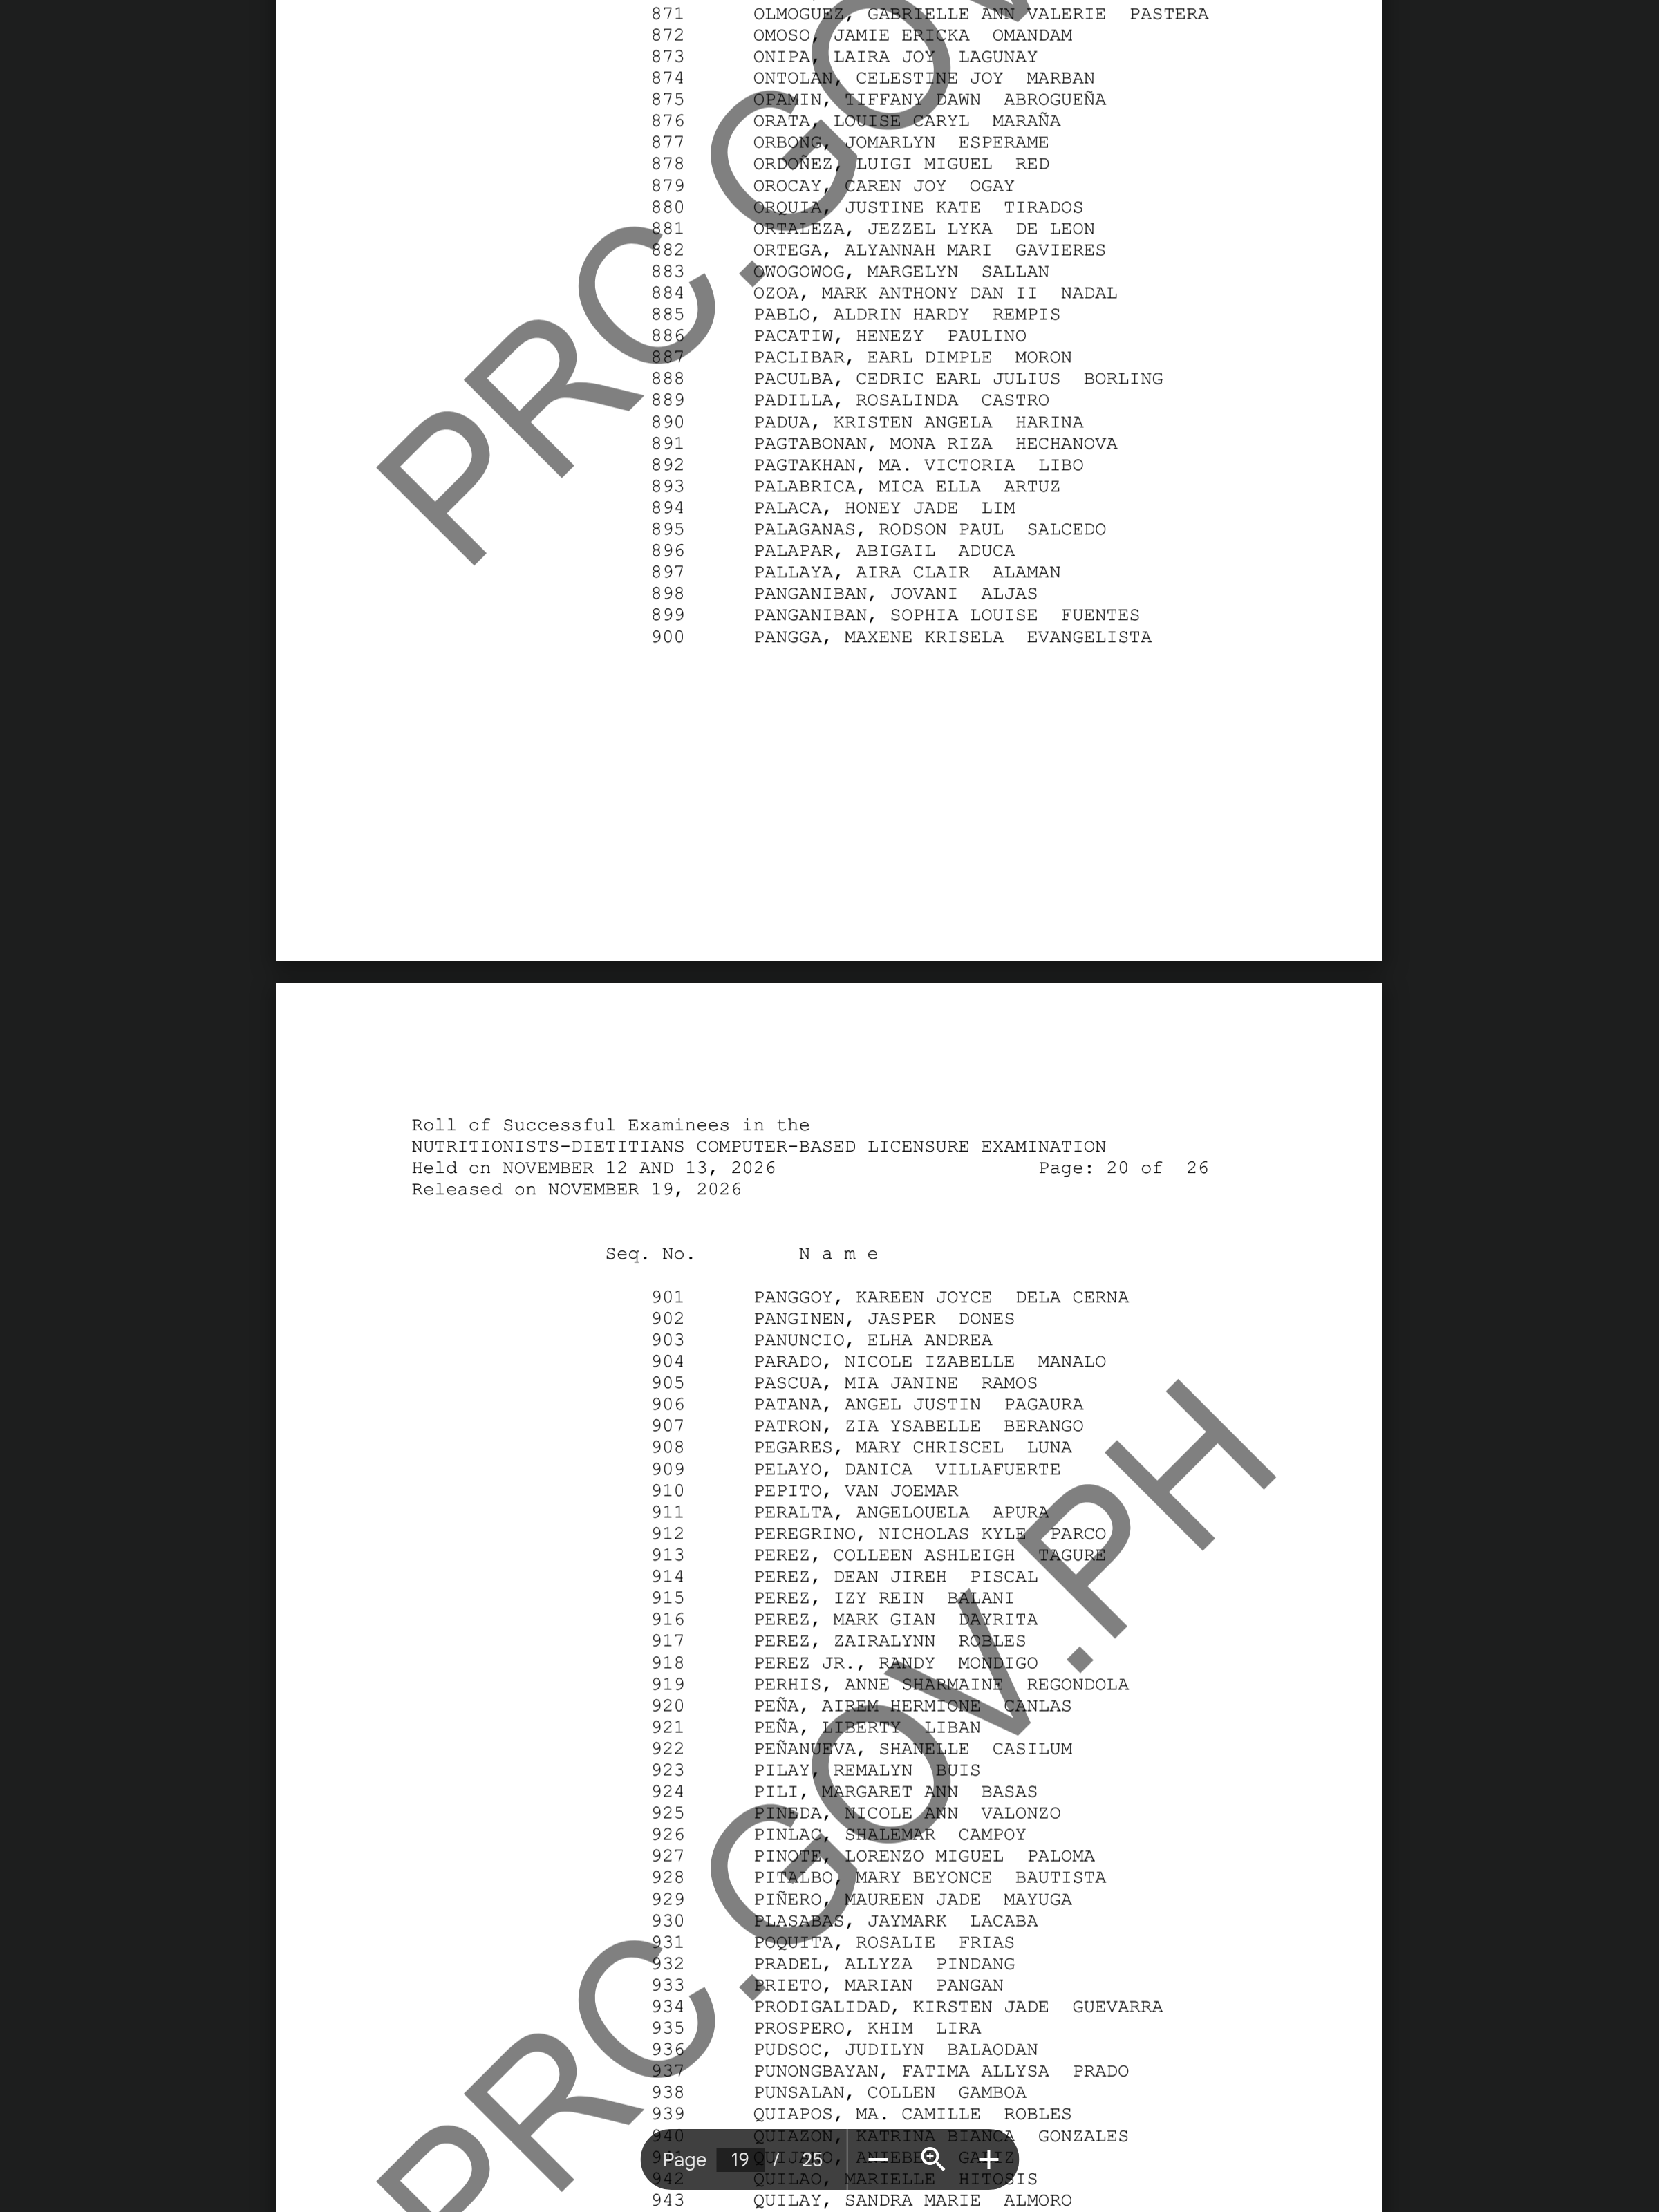 871 OLMOGUEZ, GABRIELLE ANN VALERIE PASTERA
872 OMOSO, JAMIE ERICKA OMANDAM
873 ONIPA, LAIRA JOY LAGUNAY
874 ONTOLAN, CELESTINE JOY MARBAN
875 OPAMIN, TIFFANY DAWN ABROGUEÑA
876 ORATA, LOUISE CARYL MARAÑA
877 ORBONG, JOMARLYN ESPERAME
878 ORDOÑEZ, LUIGI MIGUEL RED
879 OROCAY, CAREN JOY OGAY
880 ORQUIA, JUSTINE KATE TIRADOS
881 ORTALEZA, JEZZEL LYKA DE LEON
882 ORTEGA, ALYANNAH MARI GAVIERES
883 OWOGOWOG, MARGELYN SALLAN
884 OZOA, MARK ANTHONY DAN II NADAL
885 PABLO, ALDRIN HARDY REMPIS
886 PACATIW, HENEZY PAULINO
887 PACLIBAR, EARL DIMPLE MORON
888 PACULBA, CEDRIC EARL JULIUS BORLING
889 PADILLA, ROSALINDA CASTRO
890 PADUA, KRISTEN ANGELA HARINA
891 PAGTABONAN, MONA RIZA HECHANOVA
892 PAGTAKHAN, MA. VICTORIA LIBO
893 PALABRICA, MICA ELLA ARTUZ
894 PALACA, HONEY JADE LIM
895 PALAGANAS, RODSON PAUL SALCEDO
896 PALAPAR, ABIGAIL ADUCA
897 PALLAYA, AIRA CLAIR ALAMAN
898 PANGANIBAN, JOVANI ALJAS
899 PANGANIBAN, SOPHIA LOUISE FUENTES
900 PANGGA, MAXENE KRISELA EVANGELISTA
PRC.GOV
Roll of Successful Examinees in the
NUTRITIONISTS-DIETITIANS COMPUTER-BASED LICENSURE EXAMINATION
Held on NOVEMBER 12 AND 13, 2026 Page: 20 of 26
Released on NOVEMBER 19, 2026
Seq. No. N a m e
901 PANGGOY, KAREEN JOYCE DELA CERNA
902 PANGINEN, JASPER DONES
903 PANUNCIO, ELHA ANDREA
904 PARADO, NICOLE IZABELLE MANALO
905 PASCUA, MIA JANINE RAMOS
906 PATANA, ANGEL JUSTIN PAGAURA
907 PATRON, ZIA YSABELLE BERANGO
908 PEGARES, MARY CHRISCEL LUNA
909 PELAYO, DANICA VILLAFUERTE
910 PEPITO, VAN JOEMAR
911 PERALTA, ANGELOUELA APURA
912 PEREGRINO, NICHOLAS KYLE PARCO
913 PEREZ, COLLEEN ASHLEIGH TAGURE
914 PEREZ, DEAN JIREH PISCAL
915 PEREZ, IZY REIN BALANI
916 PEREZ, MARK GIAN DAYRITA
917 PEREZ, ZAIRALYNN ROBLES
918 PEREZ JR., RANDY MONDIGO
919 PERHIS, ANNE SHARMAINE REGONDOLA
920 PEÑA, AIREM HERMIONE CANLAS
921 PEÑA, LIBERTY LIBAN
922 PEÑANUEVA, SHANELLE CASILUM
923 PILAY, REMALYN BUIS
924 PILI, MARGARET ANN BASAS
925 PINEDA, NICOLE ANN VALONZO
926 PINLAC, SHALEMAR CAMPOY
927 PINOTE, LORENZO MIGUEL PALOMA
928 PITALBO, MARY BEYONCE BAUTISTA
929 PIÑERO, MAUREEN JADE MAYUGA
930 PLASABAS, JAYMARK LACABA
931 POQUITA, ROSALIE FRIAS
932 PRADEL, ALLYZA PINDANG
933 PRIETO, MARIAN PANGAN
934 PRODIGALIDAD, KIRSTEN JADE GUEVARRA
935 PROSPERO, KHIM LIRA
936 PUDSOC, JUDILYN BALAODAN
937 PUNONGBAYAN, FATIMA ALLYSA PRADO
938 PUNSALAN, COLLEN GAMBOA
939 QUIAPOS, MA. CAMILLE ROBLES
940 QUIAZON, KATRINA BIANCA GONZALES
942 QUILAO, MARIELLE HITOSIS
943 QUILAY, SANDRA MARIE ALMORO
PRC.GOV.PH
Page 19 / 25